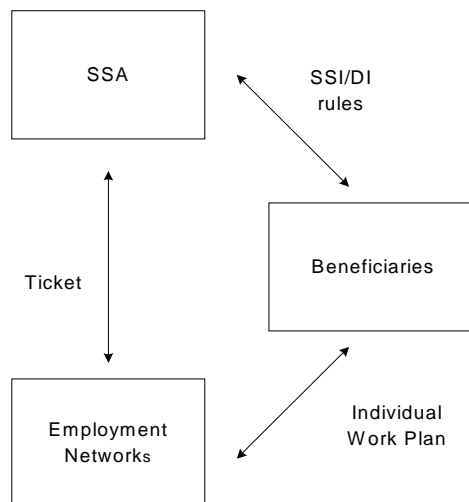 SSA
SSI/DI
rules
Beneficiaries
Ticket
Employment
Networks
Individual
Work Plan